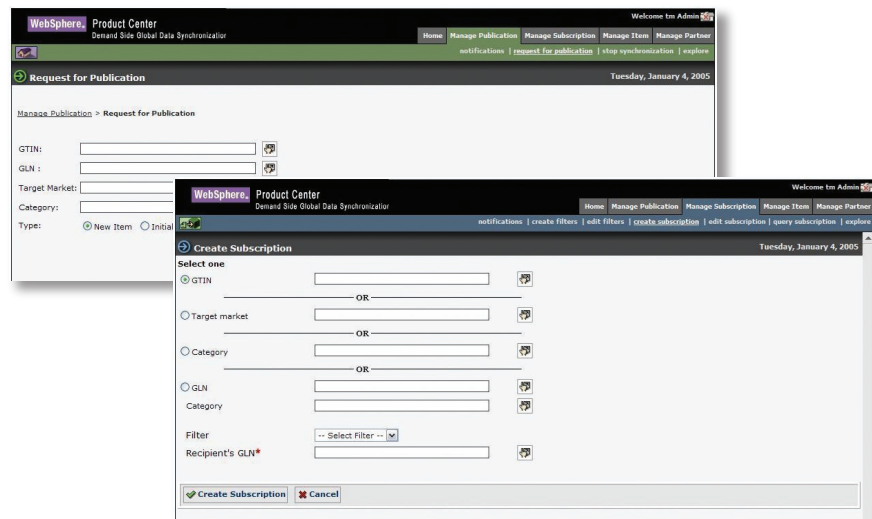 Welcome tm Admin
WebSphere. Product Center
Demand Side Global Data Synchronization
Home Manage Publication Manage Subscription Manage Item Manage Partner
notifications | request for publication | stop synchronization | explore
Request for Publication Tuesday, January 4, 2005
Manage Publication > Request for Publication
GTIN:
GLN :
Target Market:
Category:
Type: New Item Initial
Welcome tm Admin
WebSphere. Product Center
Demand Side Global Data Synchronization
Home Manage Publication Manage Subscription Manage Item Manage Partner
notifications | create filters | edit filters | create subscription | edit subscription | query subscription | explore
Create Subscription Tuesday, January 4, 2005
Select one
GTIN
OR
Target market
OR
Category
OR
GLN
Category
Filter -- Select Filter --
Recipient's GLN*
Create Subscription Cancel